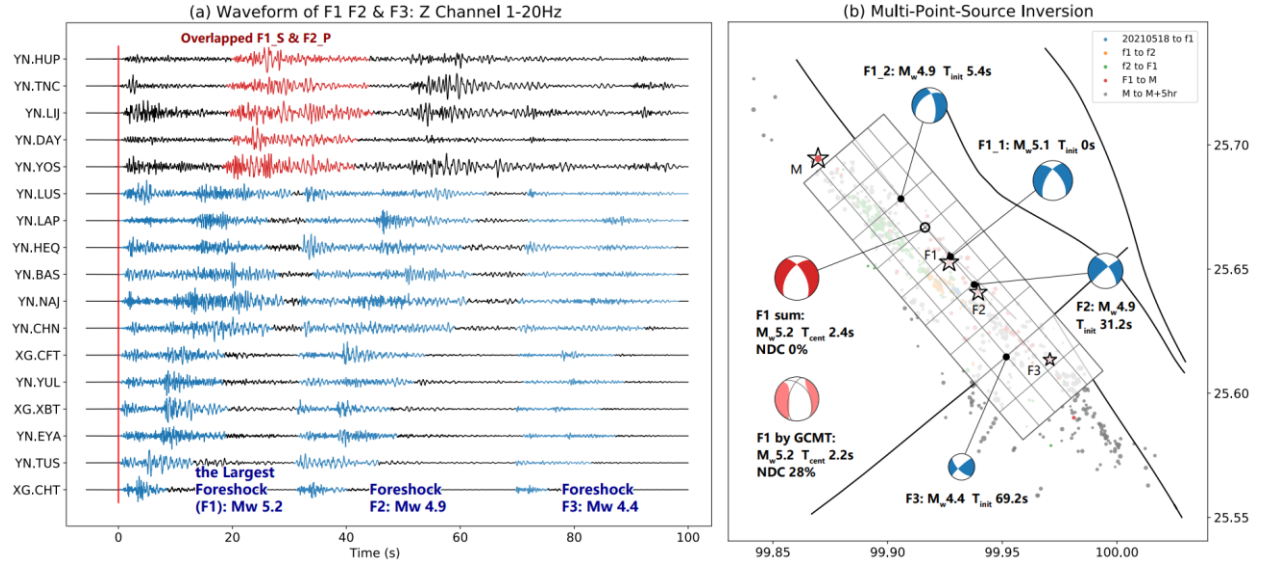 (a) Waveform of F1 F2 & F3: Z Channel 1-20Hz
Overlapped F1_S & F2_P
YN.HUP
YN.TNC
YN.LIJ
YN.DAY
YN.YOS
YN.LUS
YN.LAP
YN.HEQ
YN.BAS
YN.NAJ
YN.CHN
XG.CFT
YN.YUL
XG.XBT
YN.EYA
YN.TUS
XG.CHT
the Largest
Foreshock
(F1): Mw 5.2
Foreshock
F2: Mw 4.9
Foreshock
F3: Mw 4.4
0
20
40
60
80
100
Time (s)
(b) Multi-Point-Source Inversion
20210518 to f1
f1 to f2
f2 to F1
F1 to M
M to M+5hr
F1_2: Mw4.9 Tinit 5.4s
F1_1: Mw5.1 Tinit 0s
M
F1
F2
F3
F1 sum:
Mw5.2 Tcent 2.4s
NDC 0%
F2: Mw4.9
Tinit 31.2s
F1 by GCMT:
Mw5.2 Tcent 2.2s
NDC 28%
F3: Mw4.4 Tinit 69.2s
25.70
25.65
25.60
25.55
99.85
99.90
99.95
100.00